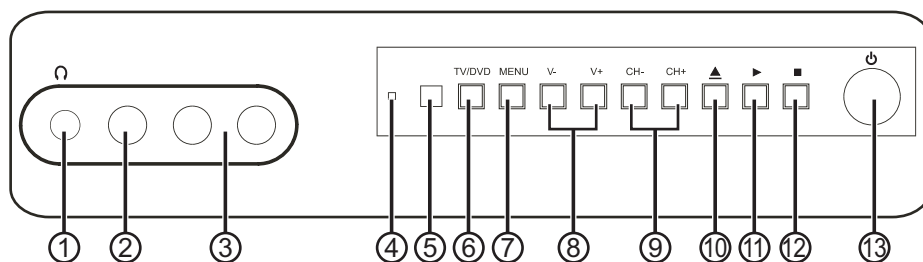 TV/DVD MENU V- V+ CH- CH+
① ② ③ ④ ⑤ ⑥ ⑦ ⑧ ⑨ ⑩ ⑪ ⑫ ⑬